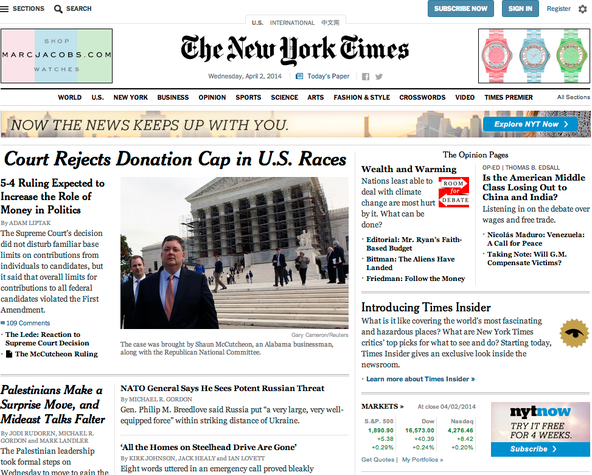 SECTIONS
SEARCH
SUBSCRIBE NOW
SIGN IN
Register
U.S. INTERNATIONAL 中文网
SHOP
MARCJACOBS.COM
WATCHES
The New York Times
Wednesday, April 2, 2014
Today's Paper
WORLD U.S. NEW YORK BUSINESS OPINION SPORTS SCIENCE ARTS FASHION & STYLE CROSSWORDS VIDEO TIMES PREMIER All Sections
NOW THE NEWS KEEPS UP WITH YOU.
Explore NYT Now >
Court Rejects Donation Cap in U.S. Races
5-4 Ruling Expected to
Increase the Role of
Money in Politics
By ADAM LIPTAK
The Supreme Court's decision
did not disturb familiar base
limits on contributions from
individuals to candidates, but
it said that overall limits for
contributions to all federal
candidates violated the First
Amendment.
109 Comments
• The Lede: Reaction to
Supreme Court Decision
• The McCutcheon Ruling
Gary Cameron/Reuters
The case was brought by Shaun McCutcheon, an Alabama businessman,
along with the Republican National Committee.
Palestinians Make a
Surprise Move, and
Mideast Talks Falter
By JODI RUDOREN, MICHAEL R.
GORDON and MARK LANDLER
The Palestinian leadership
took formal steps on
Wednesday to move to gain the
NATO General Says He Sees Potent Russian Threat
By MICHAEL R. GORDON
Gen. Philip M. Breedlove said Russia put "a very large, very well-
equipped force" within striking distance of Ukraine.
'All the Homes on Steelhead Drive Are Gone'
By KIRK JOHNSON, JACK HEALY and IAN LOVETT
Eight words uttered in an emergency call proved bleakly
The Opinion Pages
Wealth and Warming
Nations least able to
deal with climate
change are most hurt
by it. What can be
done?
ROOM
for
DEBATE
• Editorial: Mr. Ryan's Faith-
Based Budget
• Bittman: The Aliens Have
Landed
• Friedman: Follow the Money
OP-ED | THOMAS B. EDSALL
Is the American Middle
Class Losing Out to
China and India?
Listening in on the debate over
wages and free trade.
• Nicolás Maduro: Venezuela:
A Call for Peace
• Taking Note: Will G.M.
Compensate Victims?
Introducing Times Insider
What is it like covering the world's most fascinating
and hazardous places? What are New York Times
critics' top picks for what to see and do? Starting today,
Times Insider gives an exclusive look inside the
newsroom.
• Learn more about Times Insider »
MARKETS » At close 04/02/2014
S.&P. 500 Dow Nasdaq
1,890.90 16,573.00 4,276.46
+5.38 +40.39 +8.42
+0.29% +0.24% +0.20%
Get Quotes | My Portfolios »
nytnow
TRY IT FREE
FOR 4 WEEKS.
Subscribe >